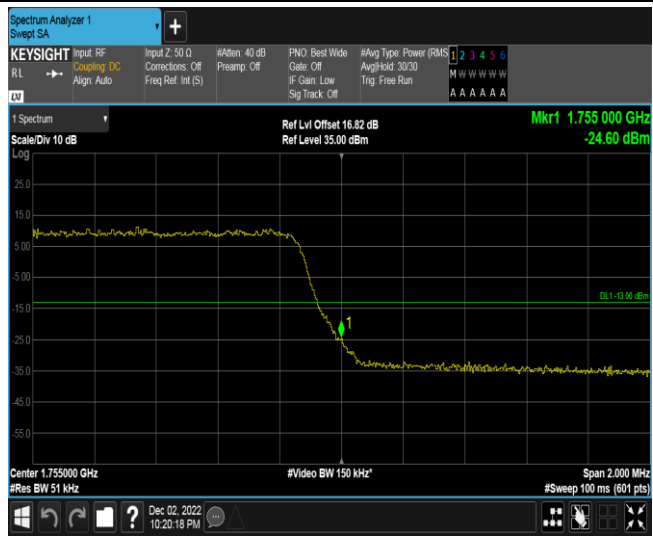 Spectrum Analyzer 1
Swept SA
+
KEYSIGHT
RL
Input: RF
Coupling: DC
Align: Auto
Input Z: 50 Ω
Corrections: Off
Freq Ref: Int (S)
#Atten: 40 dB
Preamp: Off
PNO: Best Wide
Gate: Off
IF Gain: Low
Sig Track: Off
#Avg Type: Power (RMS
Avg|Hold: 30/30
Trig: Free Run
1 2 3 4 5 6
M W W W W W
A A A A A A
LXI
1 Spectrum
Scale/Div 10 dB
Log
Ref Lvl Offset 16.82 dB
Ref Level 35.00 dBm
Mkr1 1.755 000 GHz
-24.60 dBm
25.0
15.0
5.00
-5.00
DL1 -13.00 dBm
-15.0
1
-25.0
-35.0
-45.0
-55.0
Center 1.755000 GHz
#Video BW 150 kHz*
Span 2.000 MHz
#Res BW 51 kHz
#Sweep 100 ms (601 pts)
?
Dec 02, 2022
10:20:18 PM